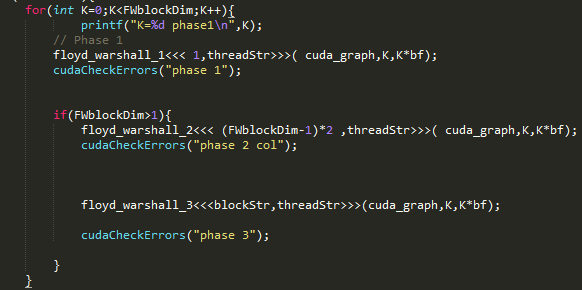 for(int K=0;K<FWblockDim;K++){
printf("K=%d phase1\n",K);
// Phase 1
floyd_warshall_1<<< 1,threadStr>>>( cuda_graph,K,K*bf);
cudaCheckErrors("phase 1");
if(FWblockDim>1){
floyd_warshall_2<<< (FWblockDim-1)*2 ,threadStr>>>( cuda_graph,K,K*bf);
cudaCheckErrors("phase 2 col");
floyd_warshall_3<<<blockStr,threadStr>>>(cuda_graph,K,K*bf);
cudaCheckErrors("phase 3");
}
}